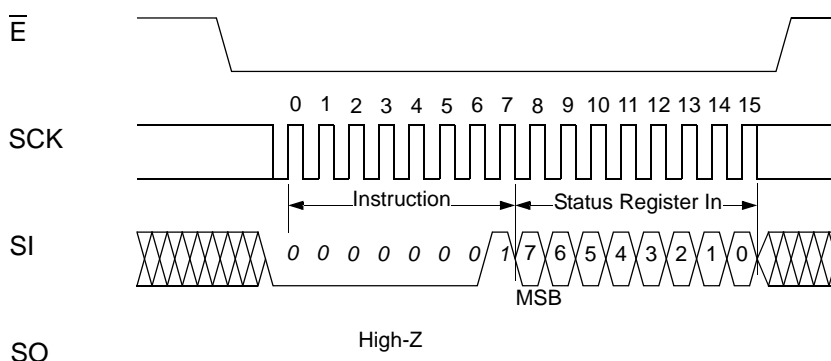 E
0 1 2 3 4 5 6 7 8 9 10 11 12 13 14 15
SCK
Instruction Status Register In
SI 0 0 0 0 0 0 0 1 7 6 5 4 3 2 1 0
MSB
High-Z
SO